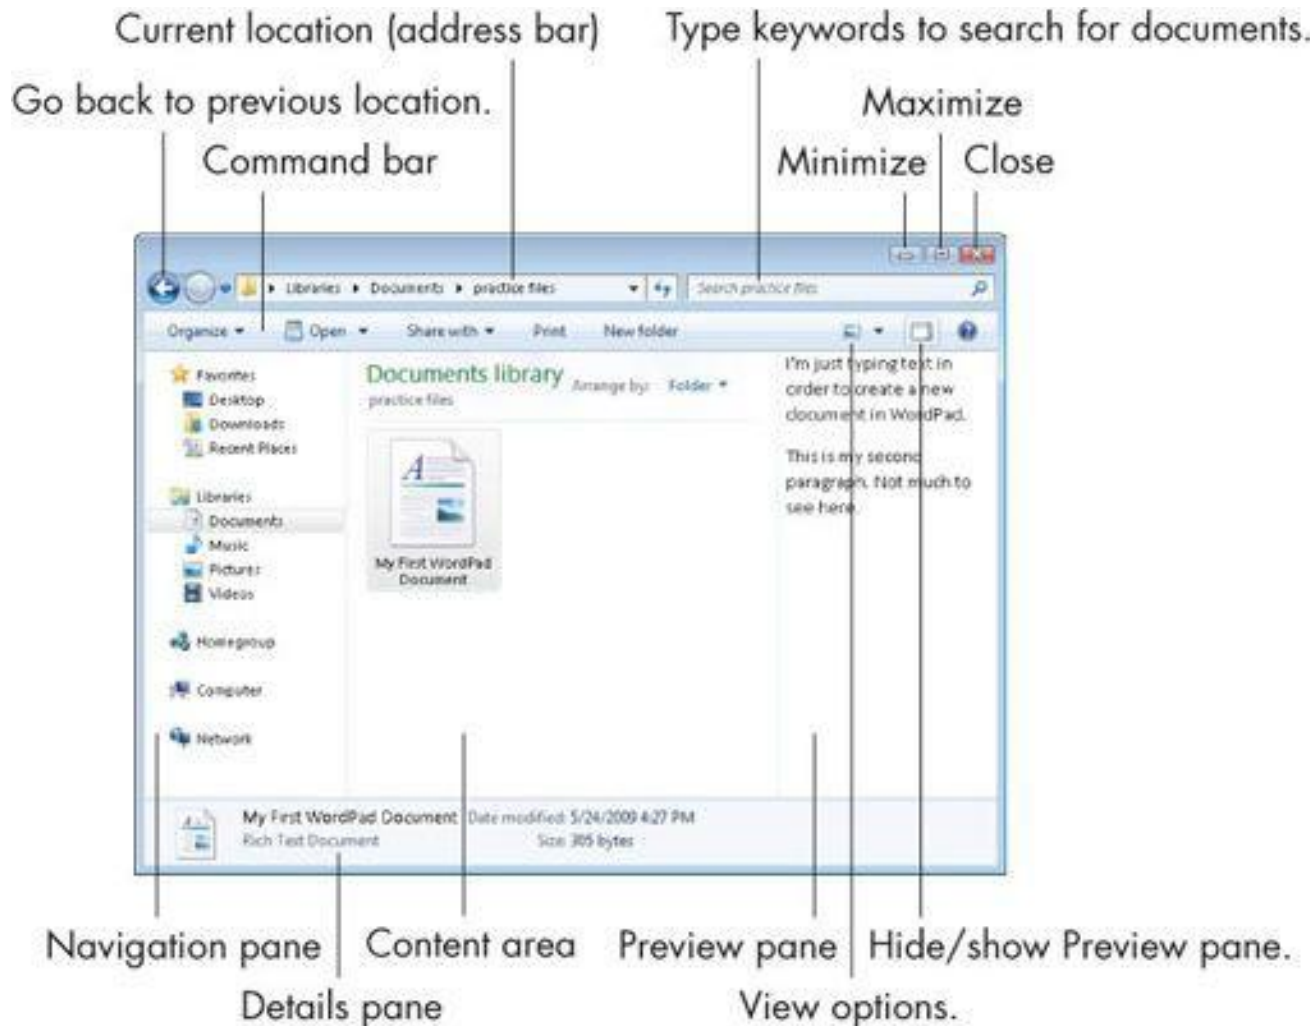 Current location (address bar)
Type keywords to search for documents.
Go back to previous location.
Maximize
Command bar
Minimize
Close
Libraries ▸ Documents ▸ practice files
Search practice files
Organize
Open
Share with
Print
New folder
Favorites
Desktop
Downloads
Recent Places
Libraries
Documents
Music
Pictures
Videos
Homegroup
Computer
Network
Documents library
Arrange by: Folder
practice files
My First WordPad
Document
I'm just typing text in
order to create a new
document in WordPad.
This is my second
paragraph. Not much to
see here.
My First WordPad Document Date modified: 5/24/2009 4:27 PM
Rich Text Document Size: 305 bytes
Navigation pane
Content area
Preview pane
Hide/show Preview pane.
Details pane
View options.